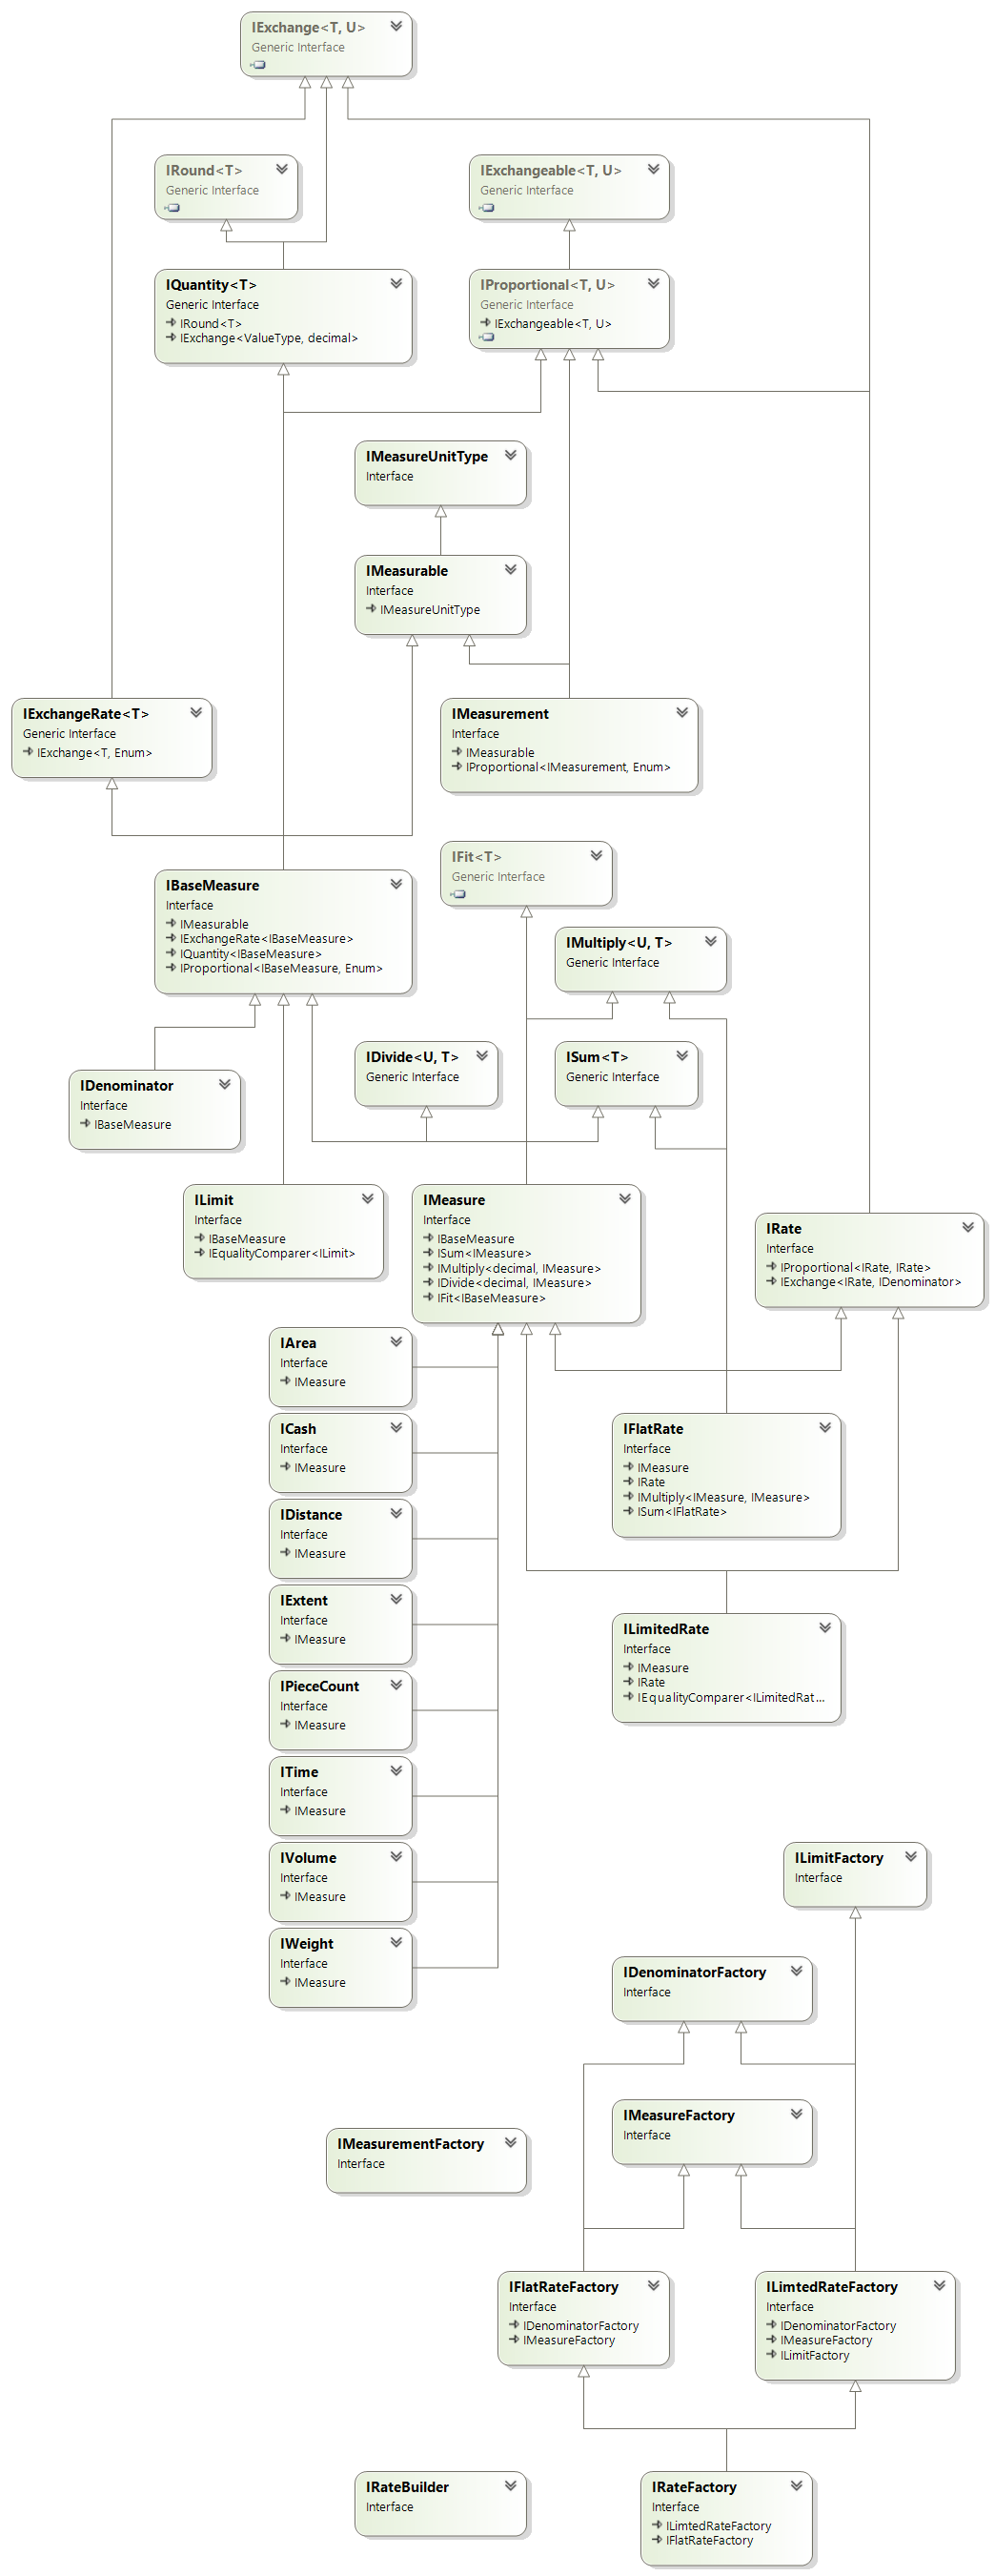 IExchange<T, U>
Generic Interface
IRound<T>
Generic Interface
IExchangeable<T, U>
Generic Interface
IQuantity<T>
Generic Interface
IRound<T>
IExchange<ValueType, decimal>
IProportional<T, U>
Generic Interface
IExchangeable<T, U>
IMeasureUnitType
Interface
IMeasurable
Interface
IMeasureUnitType
IExchangeRate<T>
Generic Interface
IExchange<T, Enum>
IMeasurement
Interface
IMeasurable
IProportional<IMeasurement, Enum>
IFit<T>
Generic Interface
IBaseMeasure
Interface
IMeasurable
IExchangeRate<IBaseMeasure>
IQuantity<IBaseMeasure>
IProportional<IBaseMeasure, Enum>
IMultiply<U, T>
Generic Interface
IDivide<U, T>
Generic Interface
ISum<T>
Generic Interface
IDenominator
Interface
IBaseMeasure
ILimit
Interface
IBaseMeasure
IEqualityComparer<ILimit>
IMeasure
Interface
IBaseMeasure
ISum<IMeasure>
IMultiply<decimal, IMeasure>
IDivide<decimal, IMeasure>
IFit<IBaseMeasure>
IRate
Interface
IProportional<IRate, IRate>
IExchange<IRate, IDenominator>
IArea
Interface
IMeasure
ICash
Interface
IMeasure
IFlatRate
Interface
IMeasure
IRate
IMultiply<IMeasure, IMeasure>
ISum<IFlatRate>
IDistance
Interface
IMeasure
IExtent
Interface
IMeasure
ILimitedRate
Interface
IMeasure
IRate
IEqualityComparer<ILimitedRat...
IPieceCount
Interface
IMeasure
ITime
Interface
IMeasure
IVolume
Interface
IMeasure
ILimitFactory
Interface
IWeight
Interface
IMeasure
IDenominatorFactory
Interface
IMeasureFactory
Interface
IMeasurementFactory
Interface
IFlatRateFactory
Interface
IDenominatorFactory
IMeasureFactory
ILimtedRateFactory
Interface
IDenominatorFactory
IMeasureFactory
ILimitFactory
IRateBuilder
Interface
IRateFactory
Interface
ILimtedRateFactory
IFlatRateFactory